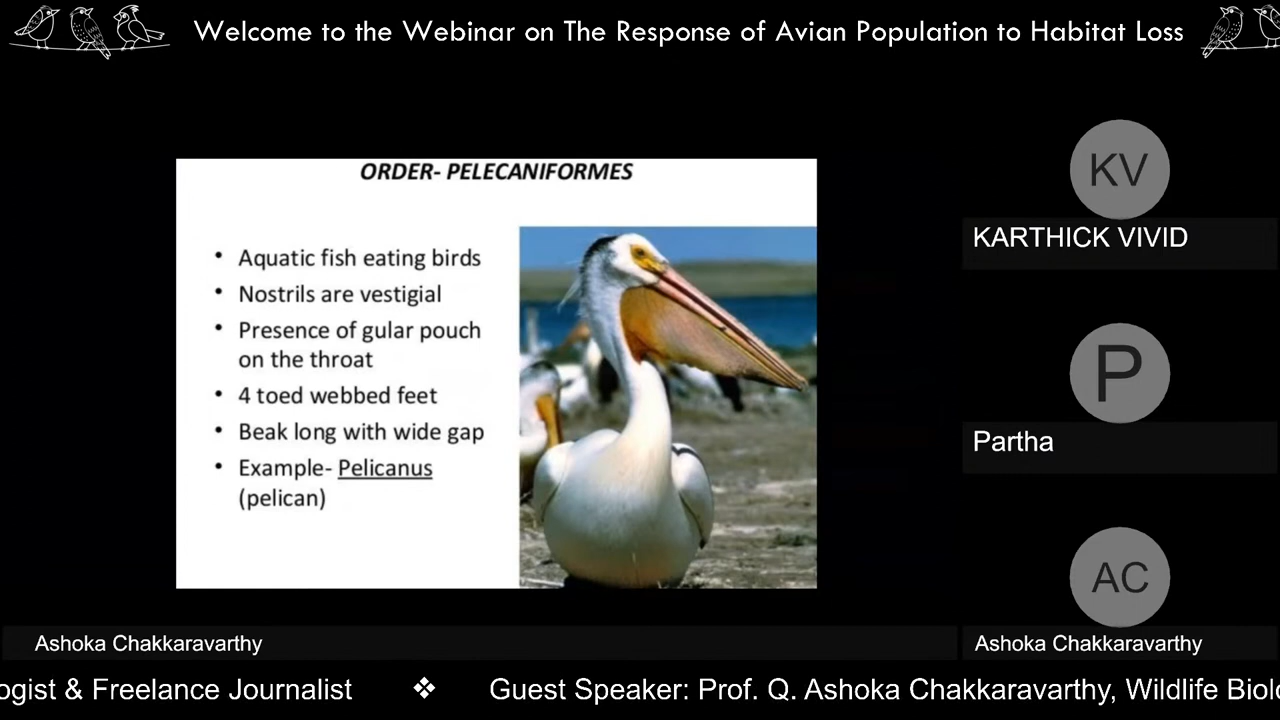 Welcome to the Webinar on The Response of Avian Population to Habitat Loss
ORDER- PELECANIFORMES
• Aquatic fish eating birds
• Nostrils are vestigial
• Presence of gular pouch
on the throat
• 4 toed webbed feet
• Beak long with wide gap
• Example- Pelicanus
(pelican)
KV
KARTHICK VIVID
P
Partha
AC
Ashoka Chakkaravarthy
Ashoka Chakkaravarthy
ogist & Freelance Journalist ❖ Guest Speaker: Prof. Q. Ashoka Chakkaravarthy, Wildlife Biolo